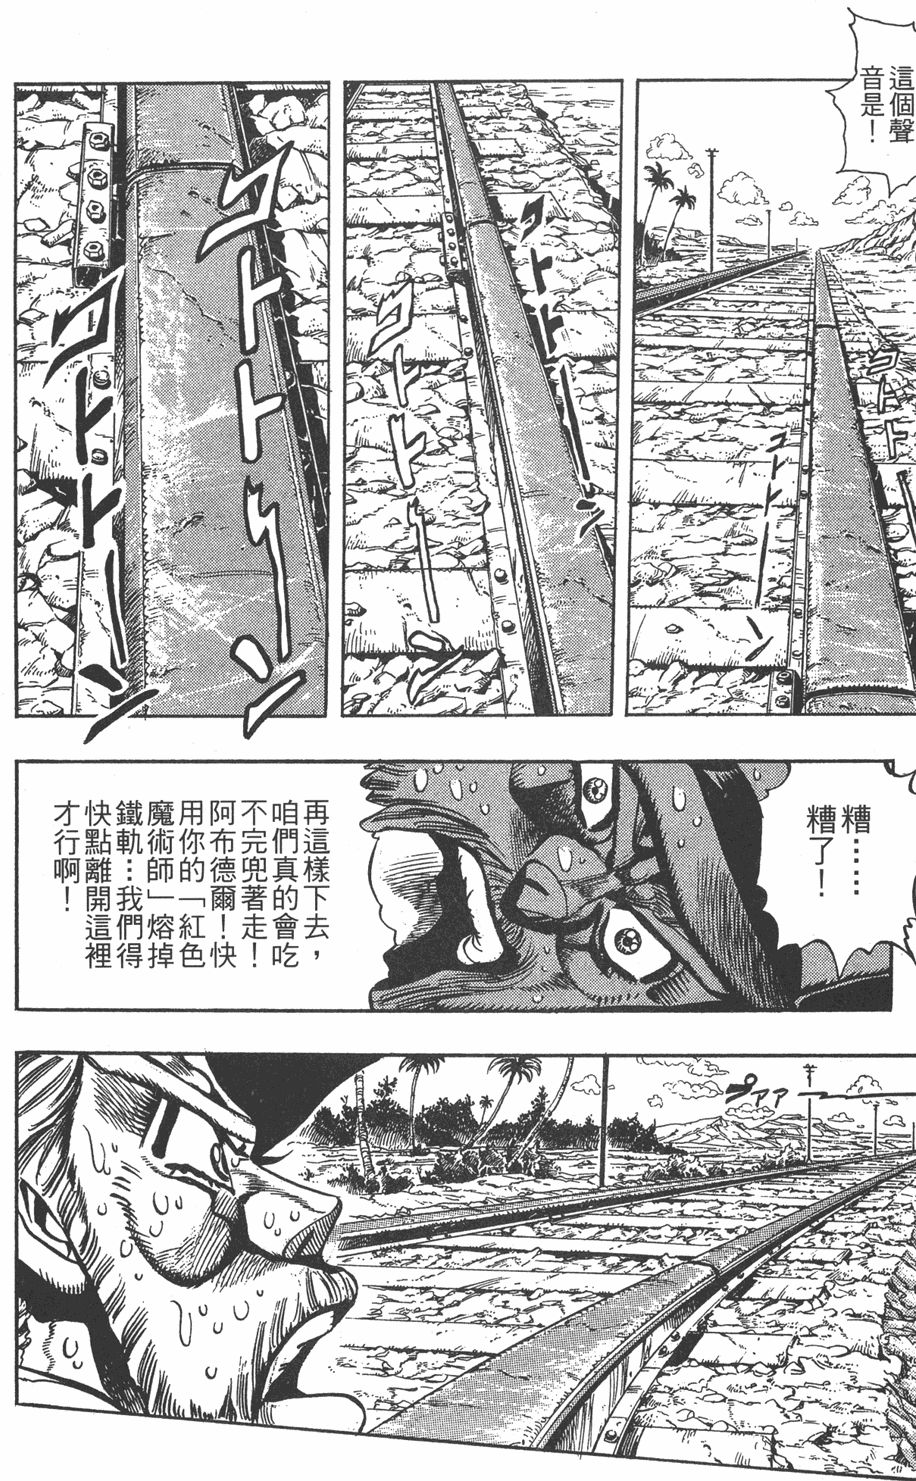 這個聲
音是！
ゴトトン
ゴトトン
ゴトトーン
ゴトトーン
ゴトトーン
ゴトトーン
糟……
糟了！
再這樣下去，
咱們真的會吃
不完兜著走！
阿布德爾！快
用你的「紅色
魔術師」熔掉
鐵軌…我們得
快點離開這裡
才行啊！
プァァー